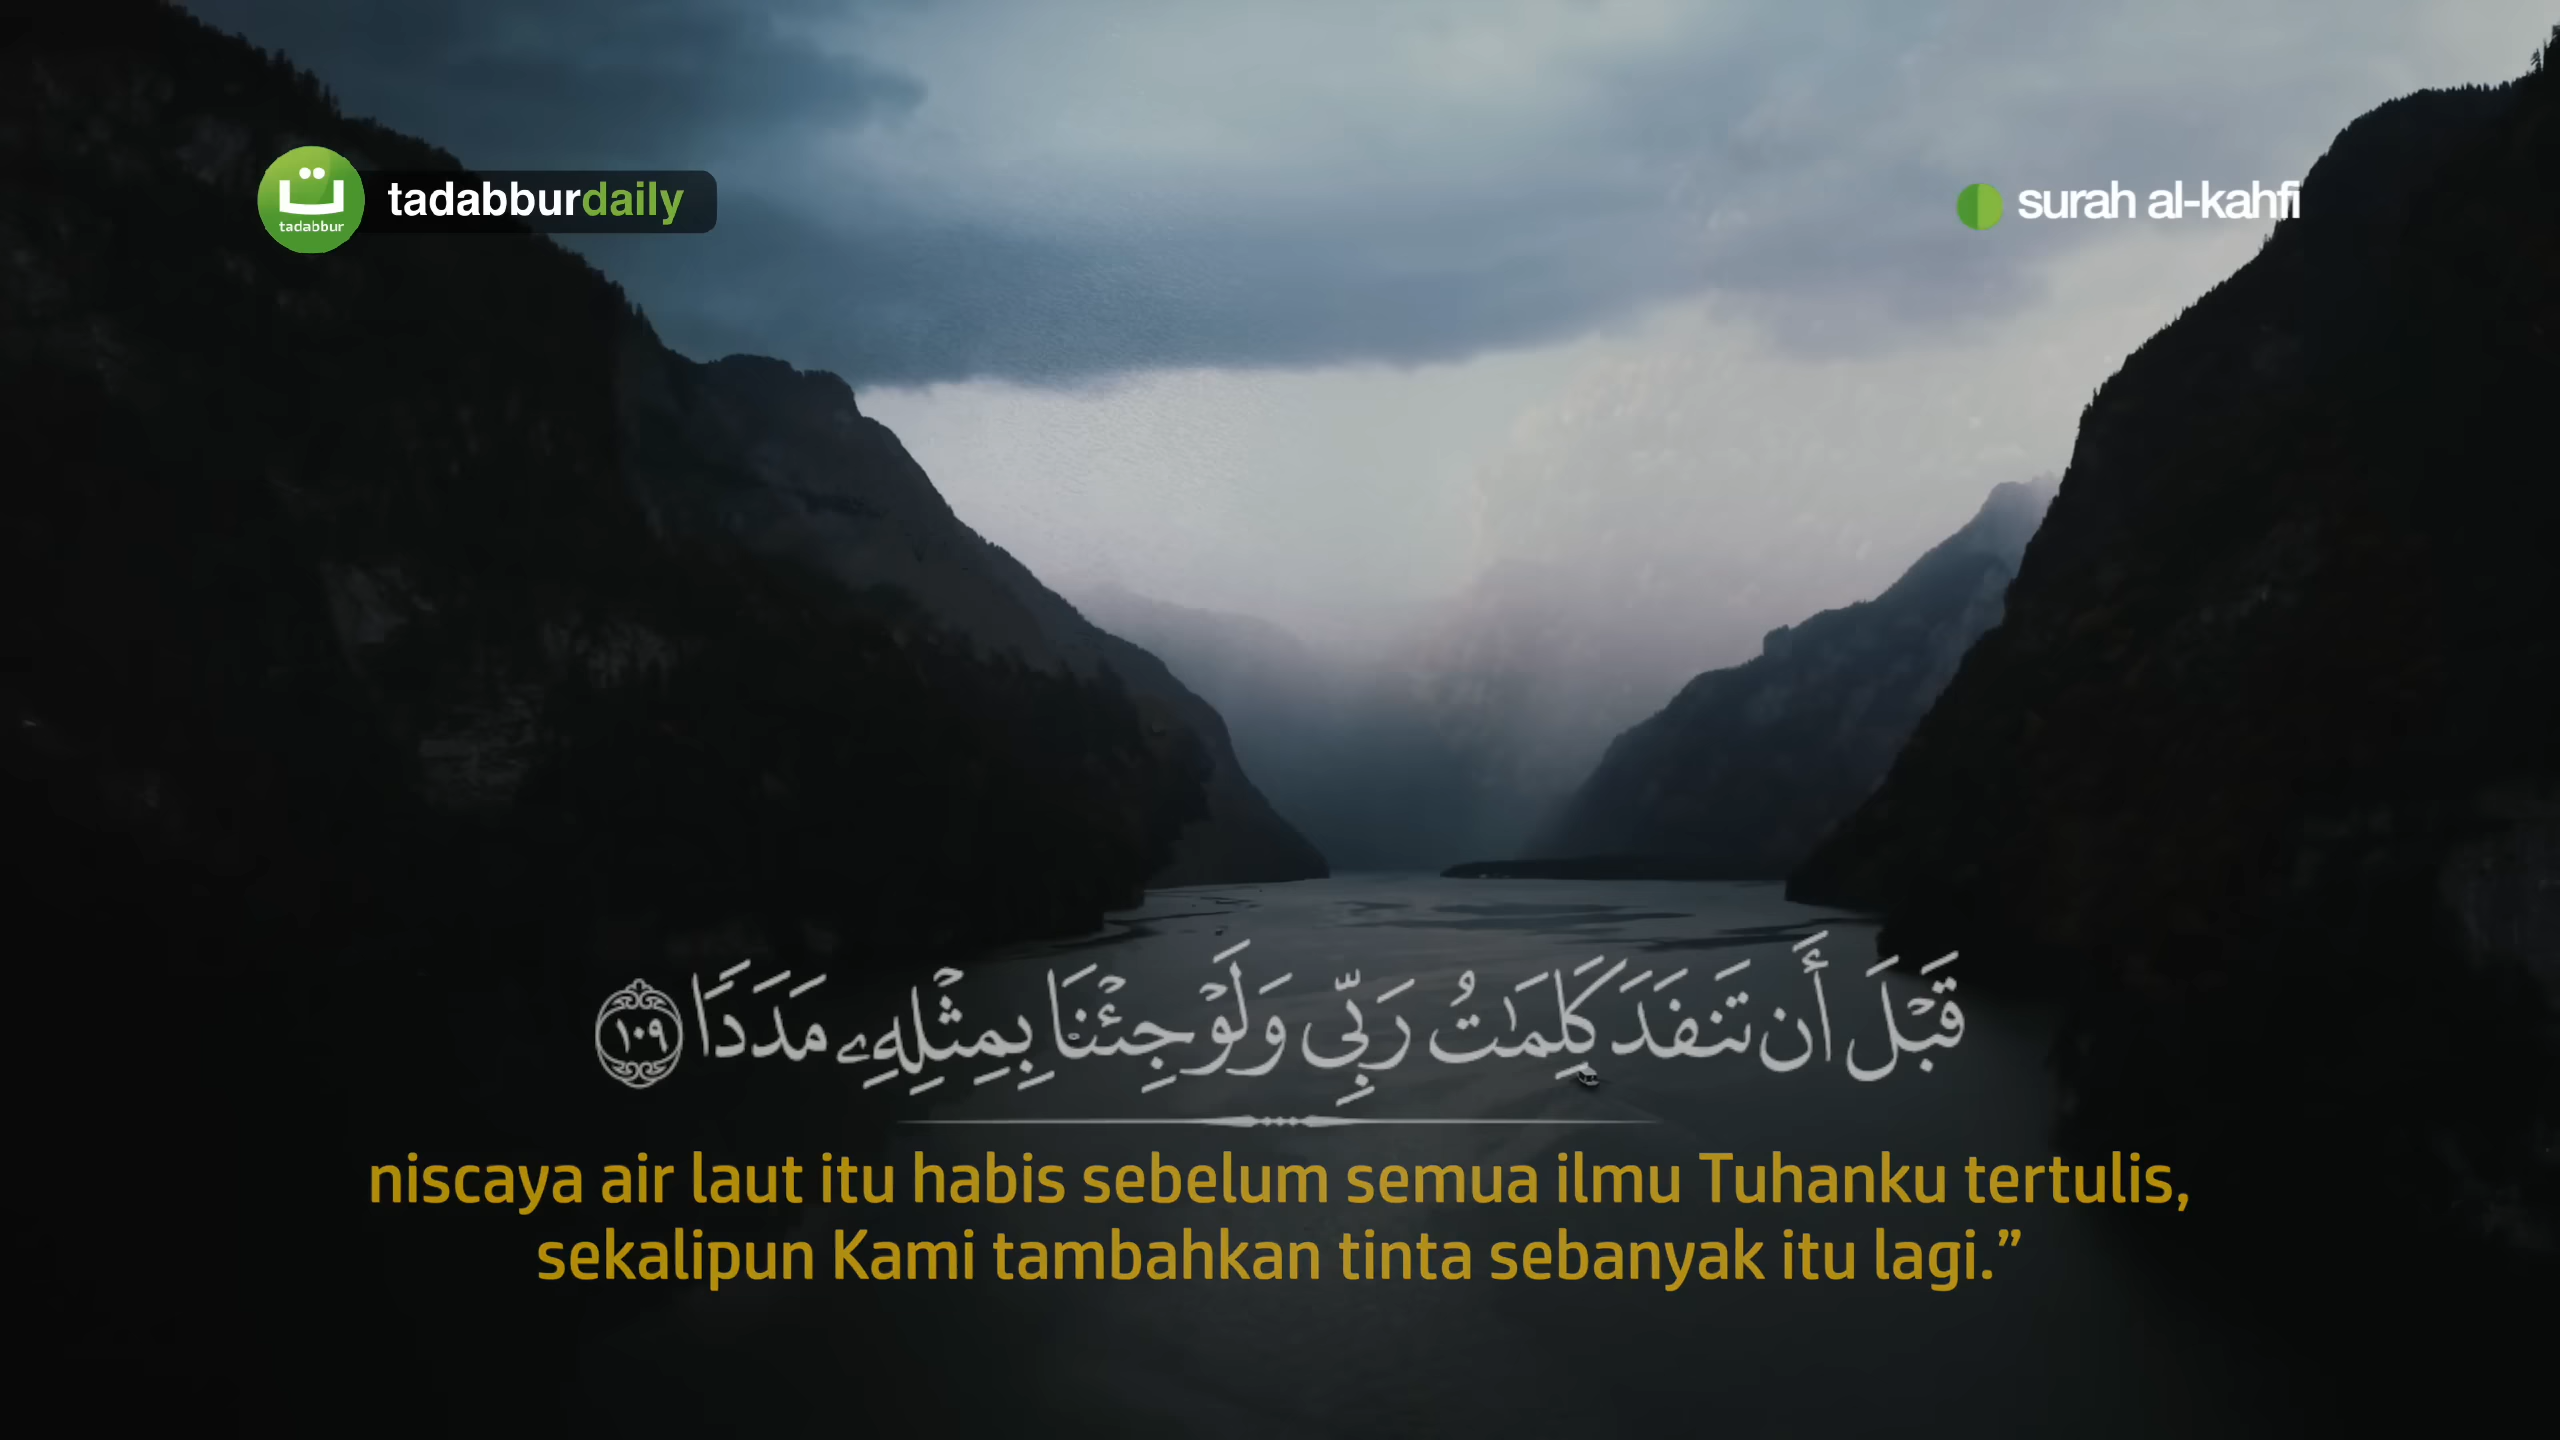 ت
tadabbur
tadabburdaily
surah al-kahfi
قَبْلَ أَن تَنفَدَ كَلِمَـٰتُ رَبِّى وَلَوْ جِئْنَا بِمِثْلِهِۦ مَدَدًا ١٠٩
niscaya air laut itu habis sebelum semua ilmu Tuhanku tertulis,
sekalipun Kami tambahkan tinta sebanyak itu lagi.”